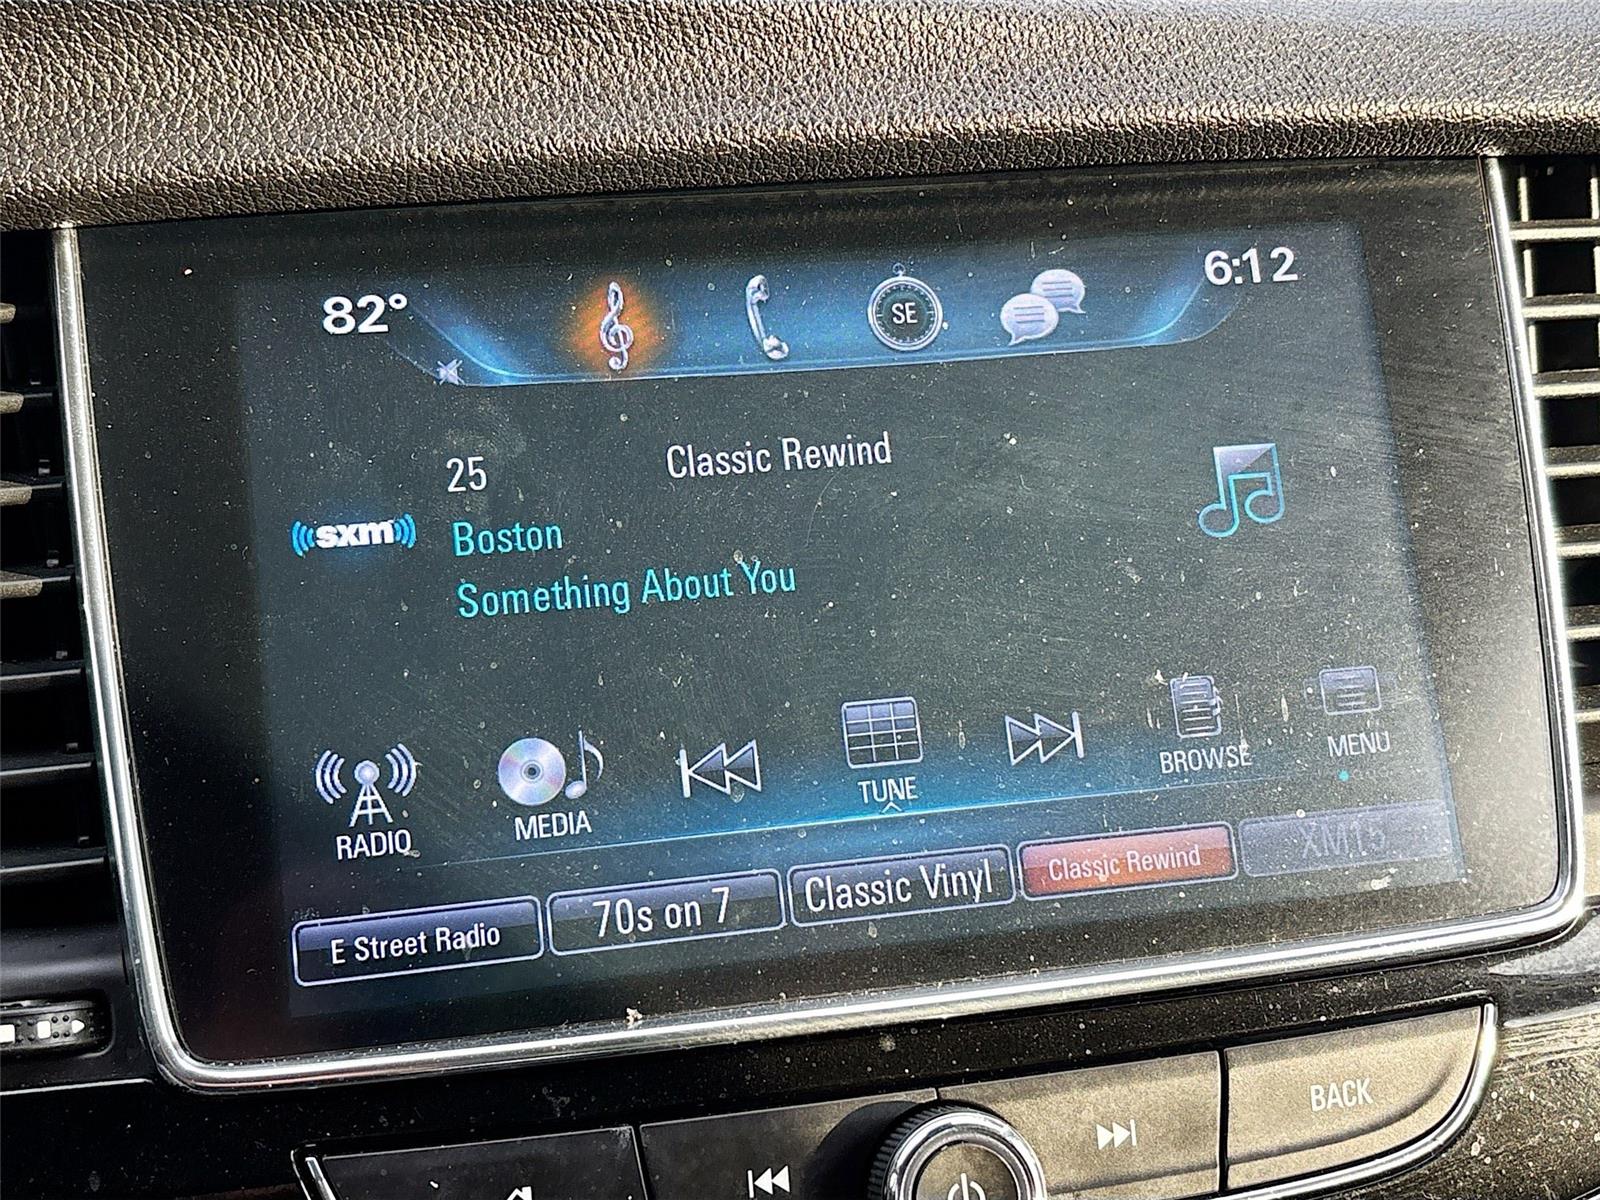 82°
SE
6:12
25
Classic Rewind
sxm
Boston
Something About You
RADIO
MEDIA
TUNE
BROWSE
MENU
E Street Radio
70s on 7
Classic Vinyl
Classic Rewind
XM15
BACK